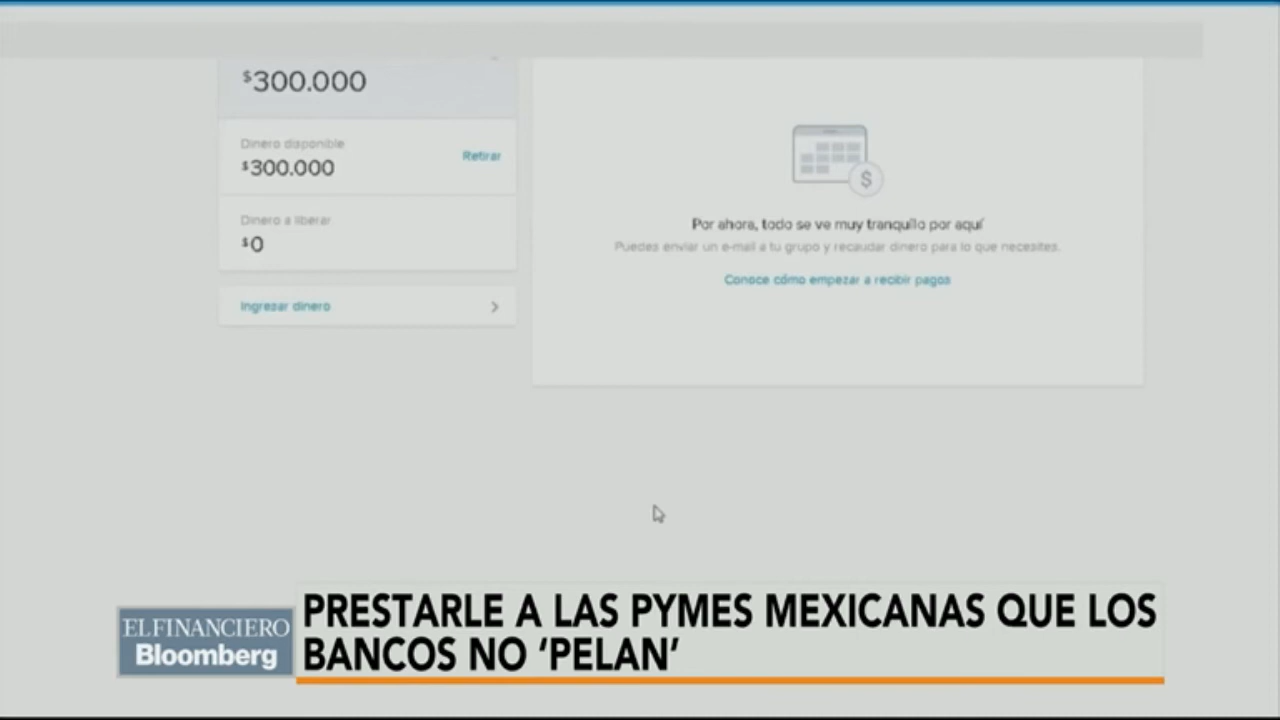 $300.000
Dinero disponible
$300.000
Retirar
Dinero a liberar
$0
Ingresar dinero
$
Por ahora, todo se ve muy tranquilo por aquí
Puedes enviar un e-mail a tu grupo y recaudar dinero para lo que necesites.
Conoce cómo empezar a recibir pagos
EL FINANCIERO
Bloomberg
PRESTARLE A LAS PYMES MEXICANAS QUE LOS
BANCOS NO ‘PELAN’